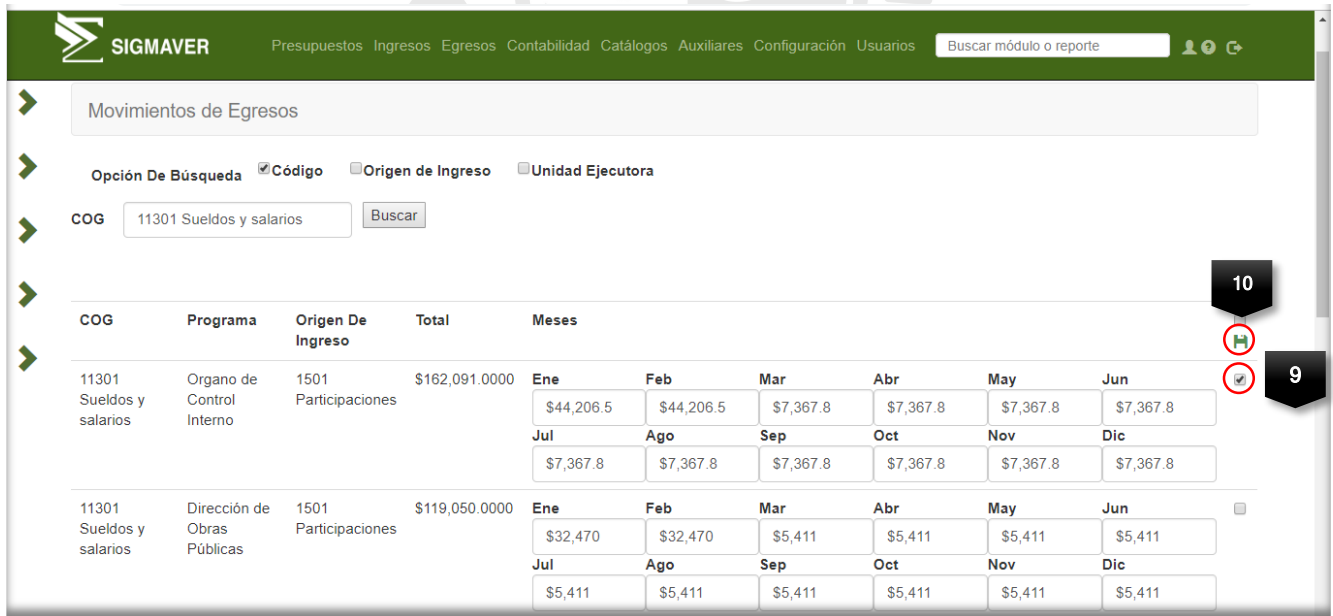 SIGMAVER
Presupuestos Ingresos Egresos Contabilidad Catálogos Auxiliares Configuración Usuarios Buscar módulo o reporte
Movimientos de Egresos
Opción De Búsqueda Código Origen de Ingreso Unidad Ejecutora
COG 11301 Sueldos y salarios Buscar
10
COG Programa Origen De Ingreso Total Meses
9
11301 Sueldos y salarios Organo de Control Interno 1501 Participaciones $162,091.0000
Ene Feb Mar Abr May Jun
$44,206.5 $44,206.5 $7,367.8 $7,367.8 $7,367.8 $7,367.8
Jul Ago Sep Oct Nov Dic
$7,367.8 $7,367.8 $7,367.8 $7,367.8 $7,367.8 $7,367.8
11301 Sueldos y salarios Dirección de Obras Públicas 1501 Participaciones $119,050.0000
Ene Feb Mar Abr May Jun
$32,470 $32,470 $5,411 $5,411 $5,411 $5,411
Jul Ago Sep Oct Nov Dic
$5,411 $5,411 $5,411 $5,411 $5,411 $5,411